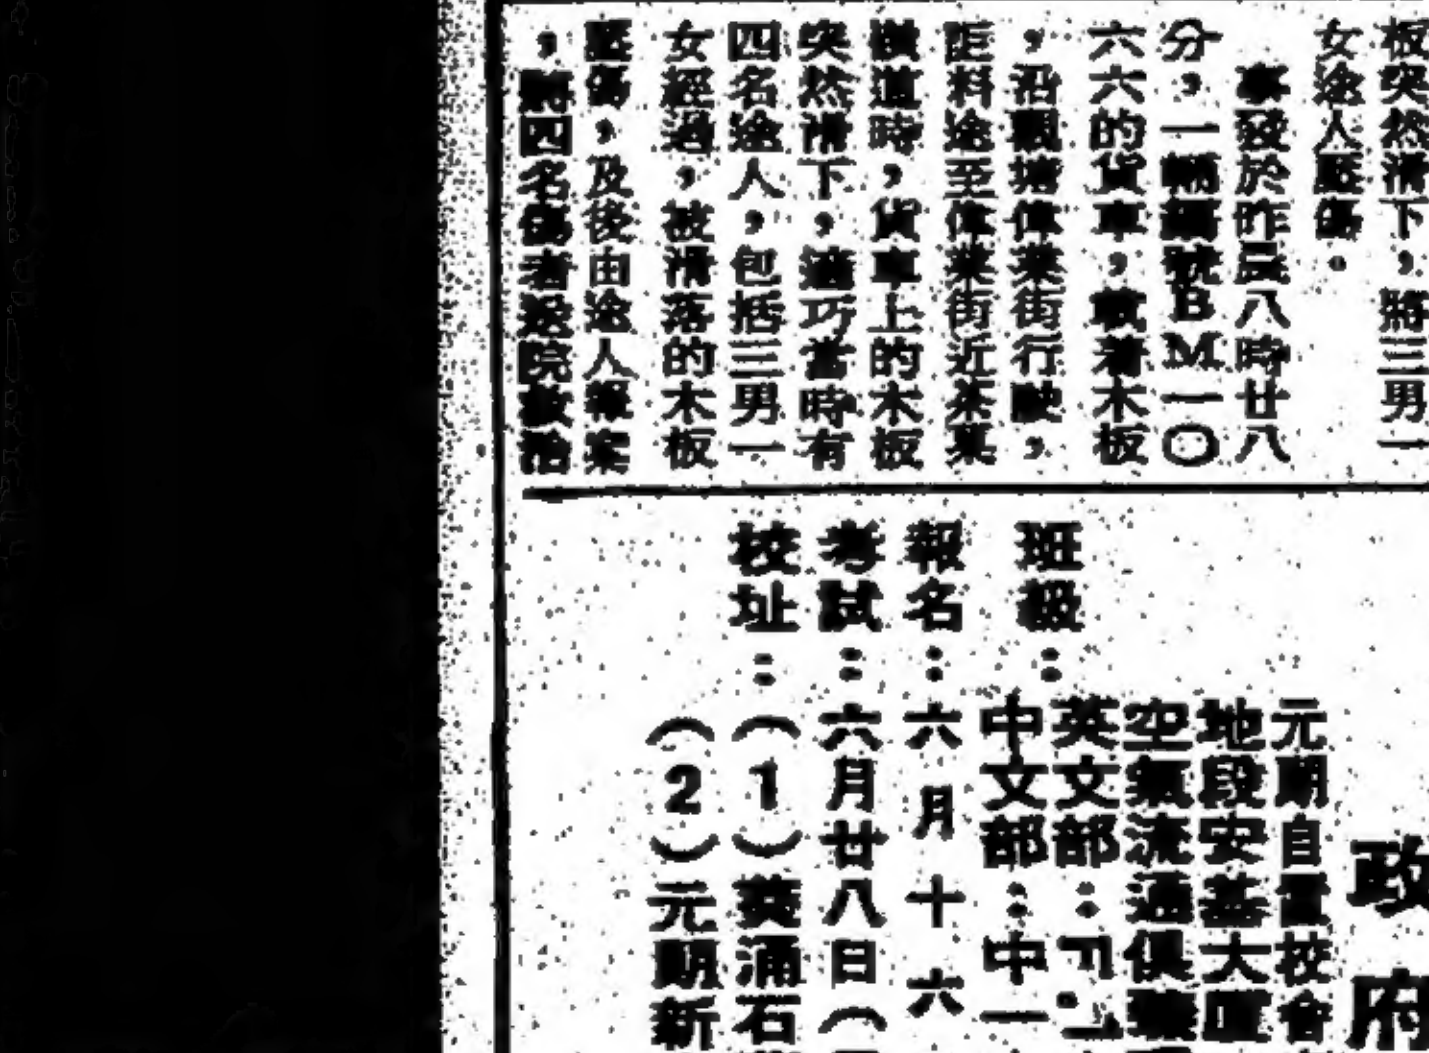 板突然滑下，將三男一
女途人壓傷。
事發於昨晨八時廿八
分，一輛編號BM一〇
六六的貨車，載着木板
，沿觀塘偉業街行駛，
詎料途至偉業街近茶菓
橫道時，貨車上的木板
突然滑下，適巧當時有
四名途人，包括三男一
女經過，被滑落的木板
壓傷，及後由途人報案
，將四名傷者送院救治
政府
元朗自置校會
地段安基大
空氣流通俱
班級：
英文部：
中文部：中一
報名：六月十六
考試：六月廿八日（
校址：（1）葵涌石
（2）元朗新